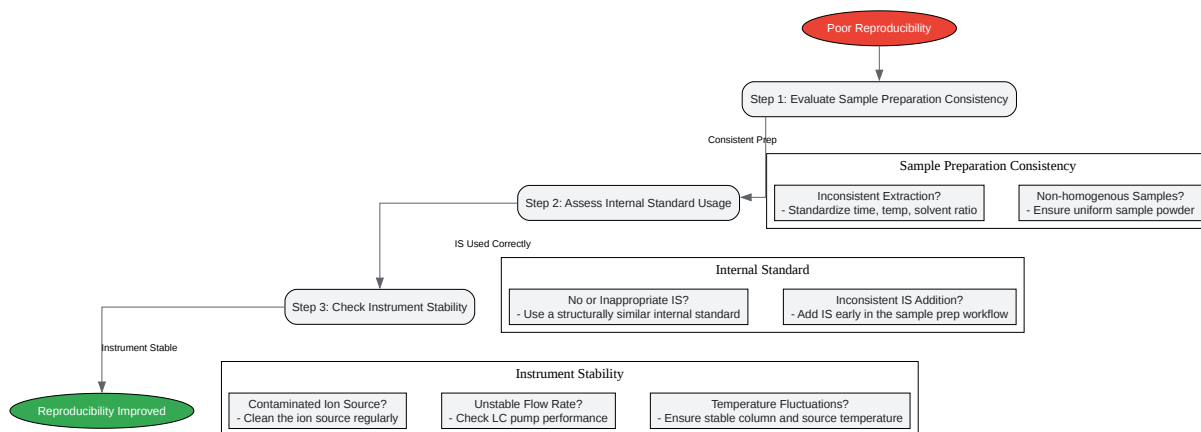 Poor Reproducibility
Step 1: Evaluate Sample Preparation Consistency
Consistent Prep
Sample Preparation Consistency
Inconsistent Extraction?
- Standardize time, temp, solvent ratio
Non-homogenous Samples?
- Ensure uniform sample powder
Step 2: Assess Internal Standard Usage
IS Used Correctly
Internal Standard
No or Inappropriate IS?
- Use a structurally similar internal standard
Inconsistent IS Addition?
- Add IS early in the sample prep workflow
Step 3: Check Instrument Stability
Instrument Stable
Instrument Stability
Contaminated Ion Source?
- Clean the ion source regularly
Unstable Flow Rate?
- Check LC pump performance
Temperature Fluctuations?
- Ensure stable column and source temperature
Reproducibility Improved